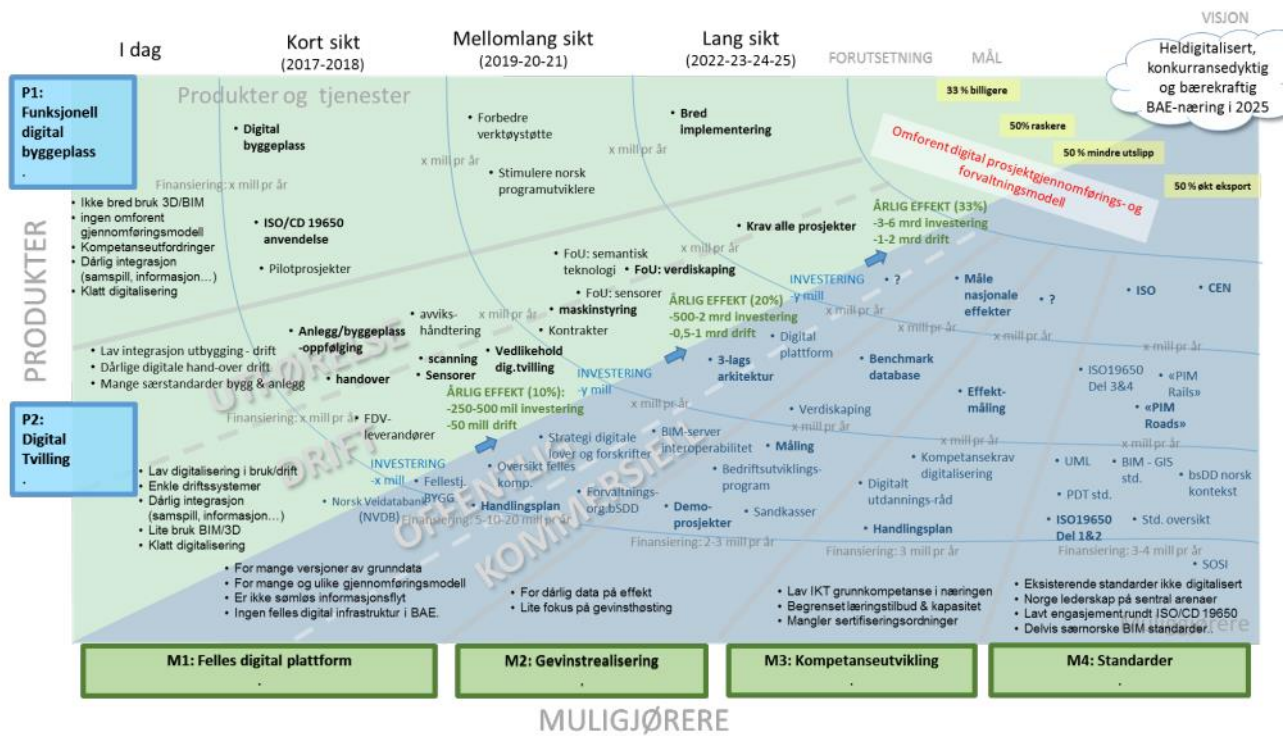 VISJON
Heldigitalisert,
konkurransedyktig
og bærekraftig
BAE-næring i 2025
I dag
Kort sikt
(2017-2018)
Mellomlang sikt
(2019-20-21)
Lang sikt
(2022-23-24-25)
FORUTSETNING
MÅL
P1:
Funksjonell
digital
byggeplass
.
Produkter og tjenester
• Digital
byggeplass
• Forbedre
verktøystøtte
• Bred
implementering
33 % billigere
50% raskere
50 % mindre utslipp
50 % økt eksport
Omforent digital prosjektgjennomførings- og
forvaltningsmodell
x mill pr år
x mill pr år
• Stimulere norsk
programutviklere
Finansiering: x mill pr år
• Ikke bred bruk 3D/BIM
• ingen omforent
gjennomføringsmodell
• Kompetanseutfordringer
• Dårlig integrasjon
(samspill, informasjon…)
• Klatt digitalisering
• ISO/CD 19650
anvendelse
• Pilotprosjekter
• Krav alle prosjekter
ÅRLIG EFFEKT (33%)
-3-6 mrd investering
-1-2 mrd drift
x mill pr år
• FoU: semantisk
teknologi
• FoU: verdiskaping
• FoU: sensorer
• maskinstyring
• Kontrakter
INVESTERING
-y mill
• ?
• Måle
nasjonale
effekter
• ?
• ISO
• CEN
PRODUKTER
• Anlegg/byggeplass
-oppfølging
• avviks-
håndtering
x mill pr år
ÅRLIG EFFEKT (20%)
-500-2 mrd investering
-0,5-1 mrd drift
x mill pr år
x mill pr år
x mill pr år
• Digital
plattform
• Lav integrasjon utbygging - drift
• Dårlige digitale hand-over drift
• Mange særstandarder bygg & anlegg
UTFØRELSE
• handover
• scanning
• Sensorer
• Vedlikehold
dig.tvilling
INVESTERING
-y mill
• 3-lags
arkitektur
• Benchmark
database
• ISO19650
Del 3&4
• «PIM
Rails»
• «PIM
Roads»
P2:
Digital
Tvilling
.
ÅRLIG EFFEKT (10%):
-250-500 mil investering
-50 mill drift
x mill pr år
• Effekt-
måling
• Verdiskaping
x mill pr år
Finansiering: x mill pr år
• FDV-
leverandører
DRIFT
• Strategi digitale
lover og forskrifter
• BIM-server
interoperabilitet
• Måling
• Kompetansekrav
digitalisering
x mill pr år
• Lav digitalisering i bruk/drift
• Enkle driftssystemer
• Dårlig integrasjon
(samspill, informasjon…)
• Lite bruk BIM/3D
• Klatt digitalisering
INVESTERING
-x mill
• Oversikt felles
komp.
• Fellestj.
BYGG
• Bedriftsutviklings-
program
• UML
• BIM - GIS
std.
• bsDD norsk
kontekst
• Norsk Veidatabank
(NVDB)
• Handlingsplan
• Forvaltnings-
org.bSDD
• Demo-
prosjekter
• Sandkasser
• Digitalt
utdannings-råd
• PDT std.
OFFENTLIG
KOMMERSIELL
Finansiering: 5-10-20 mill pr år
• Handlingsplan
• ISO19650
Del 1&2
• Std. oversikt
Finansiering: 2-3 mill pr år
Finansiering: 3 mill pr år
Finansiering: 3-4 mill pr år
• SOSI
• For mange versjoner av grunndata
• For mange og ulike gjennomføringsmodell
• Er ikke sømløs informasjonsflyt
• Ingen felles digital infrastruktur i BAE.
• For dårlig data på effekt
• Lite fokus på gevinsthøsting
• Lav IKT grunnkompetanse i næringen
• Begrenset læringstilbud & kapasitet
• Mangler sertifiseringsordninger
• Eksisterende standarder ikke digitalisert
• Norge lederskap på sentral arenaer
• Lavt engasjement rundt ISO/CD 19650
• Delvis særnorske BIM standarder..
Muliggjørere
M1: Felles digital plattform
.
M2: Gevinstrealisering
.
M3: Kompetanseutvikling
.
M4: Standarder
.
MULIGJØRERE